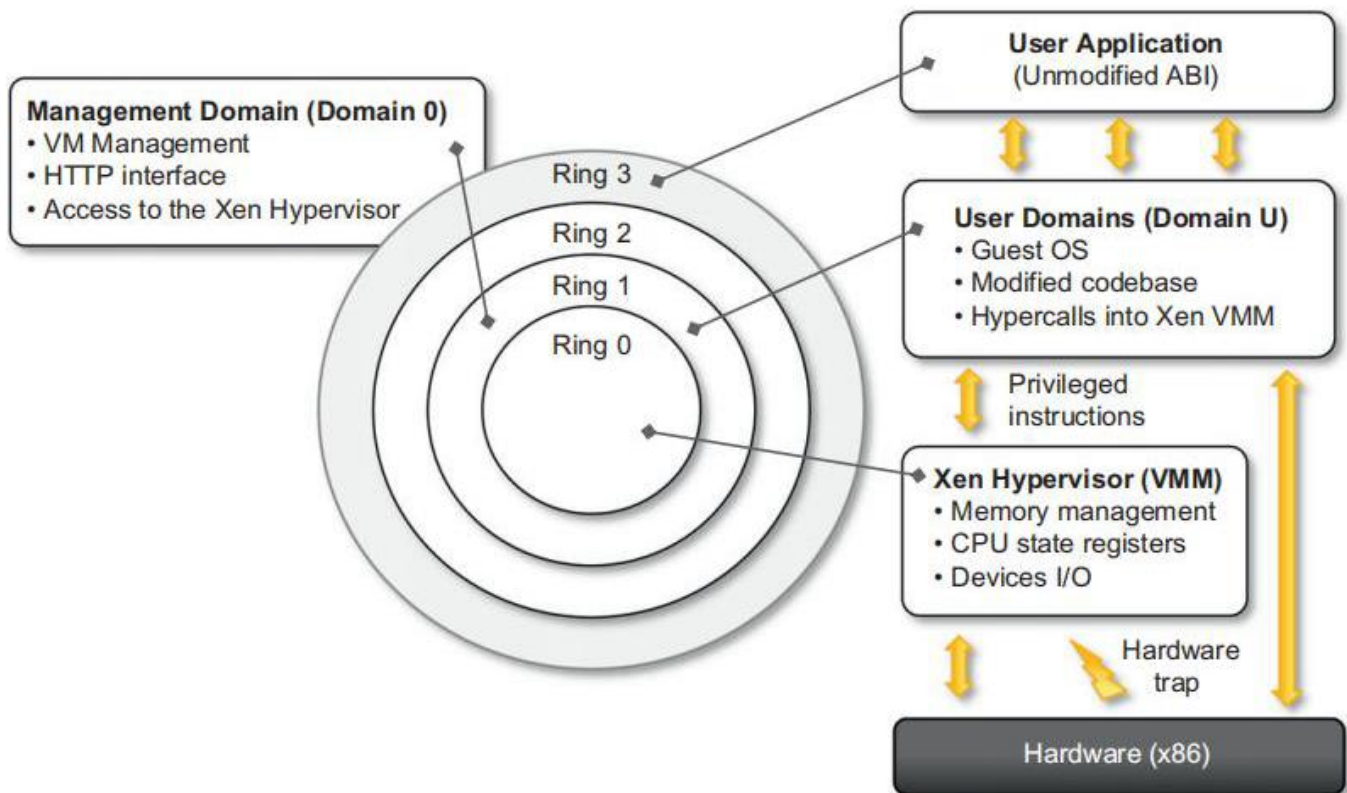 Management Domain (Domain 0)
• VM Management
• HTTP interface
• Access to the Xen Hypervisor
Ring 3
Ring 2
Ring 1
Ring 0
User Application
(Unmodified ABI)
User Domains (Domain U)
• Guest OS
• Modified codebase
• Hypercalls into Xen VMM
Privileged
instructions
Xen Hypervisor (VMM)
• Memory management
• CPU state registers
• Devices I/O
Hardware
trap
Hardware (x86)